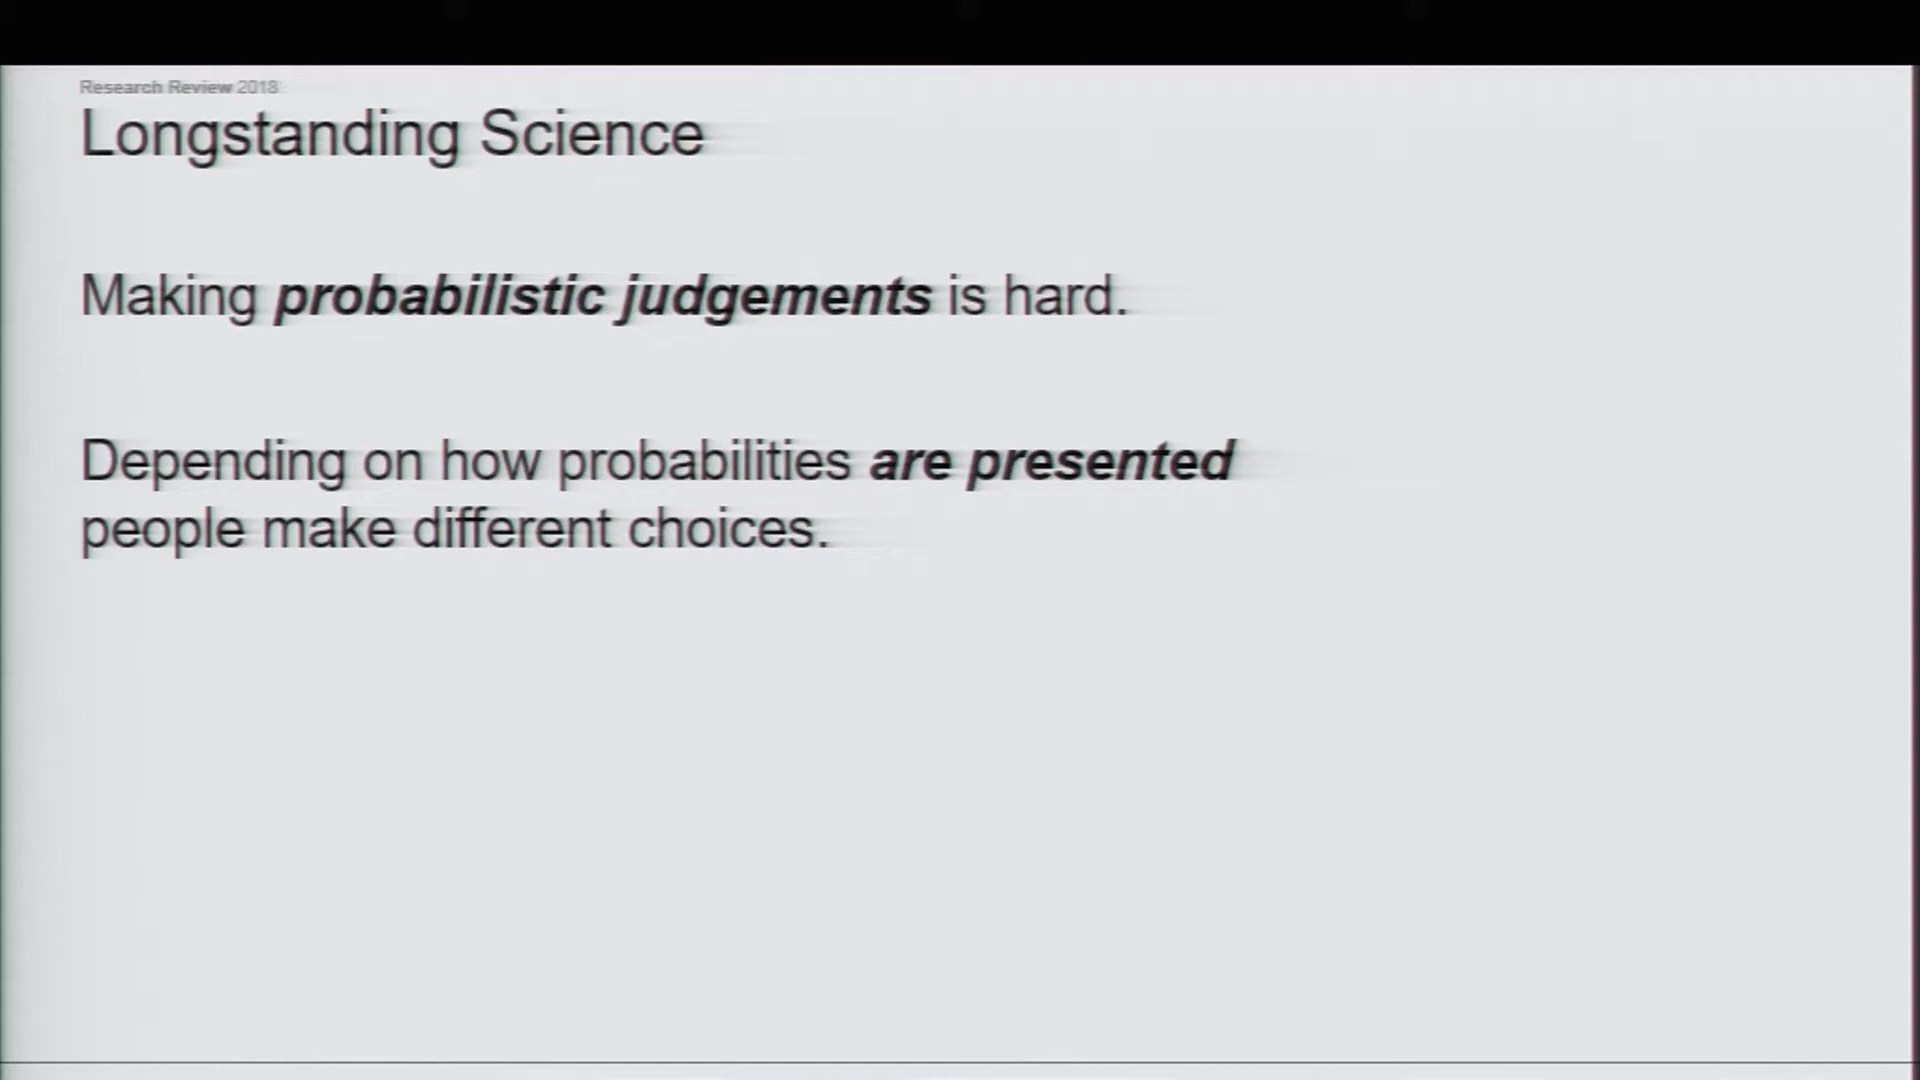 Research Review 2018
Longstanding Science
Making probabilistic judgements is hard.
Depending on how probabilities are presented
people make different choices.